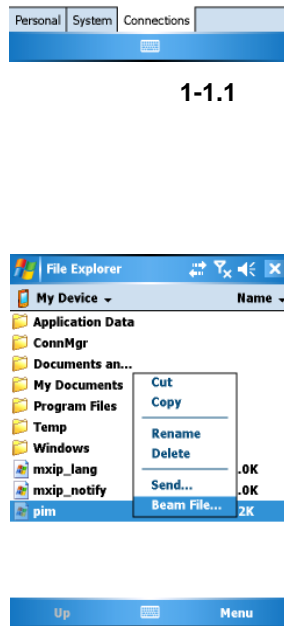 Personal System Connections
1-1.1
File Explorer
My Device Name
Application Data
ConnMgr
Documents an...
My Documents
Program Files
Temp
Windows
mxip_lang .0K
mxip_notify .0K
pim 2K
Cut
Copy
Rename
Delete
Send...
Beam File...
Up Menu